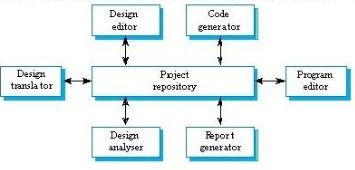 Design
editor
Code
generator
Design
translator
Project
repository
Program
editor
Design
analyser
Report
generator